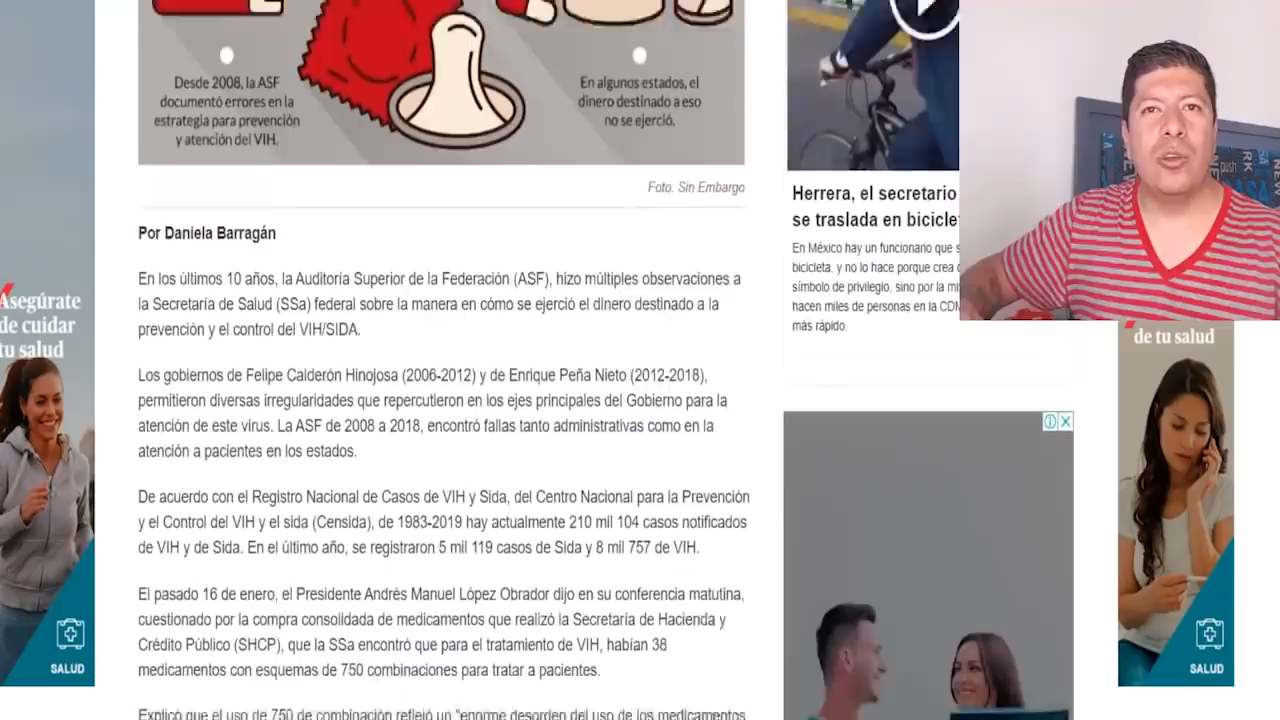 Desde 2008, la ASF
documentó errores en la
estrategia para prevención
y atención del VIH.
En algunos estados, el
dinero destinado a eso
no se ejerció.
Foto. Sin Embargo
Por Daniela Barragán
En los últimos 10 años, la Auditoría Superior de la Federación (ASF), hizo múltiples observaciones a
la Secretaría de Salud (SSa) federal sobre la manera en cómo se ejerció el dinero destinado a la
prevención y el control del VIH/SIDA.
Los gobiernos de Felipe Calderón Hinojosa (2006-2012) y de Enrique Peña Nieto (2012-2018),
permitieron diversas irregularidades que repercutieron en los ejes principales del Gobierno para la
atención de este virus. La ASF de 2008 a 2018, encontró fallas tanto administrativas como en la
atención a pacientes en los estados.
De acuerdo con el Registro Nacional de Casos de VIH y Sida, del Centro Nacional para la Prevención
y el Control del VIH y el sida (Censida), de 1983-2019 hay actualmente 210 mil 104 casos notificados
de VIH y de Sida. En el último año, se registraron 5 mil 119 casos de Sida y 8 mil 757 de VIH.
El pasado 16 de enero, el Presidente Andrés Manuel López Obrador dijo en su conferencia matutina,
cuestionado por la compra consolidada de medicamentos que realizó la Secretaría de Hacienda y
Crédito Público (SHCP), que la SSa encontró que para el tratamiento de VIH, habían 38
medicamentos con esquemas de 750 combinaciones para tratar a pacientes.
Explicó que el uso de 750 de combinación reflejó un "enorme desorden del uso de los medicamentos
Herrera, el secretario
se traslada en bicicle
En México hay un funcionano que s
bicicleta, y no lo hace porque crea
símbolo de privilegio, sino por la mi
hacen miles de personas en la CDM
más rápido.
Asegúrate
de cuidar
tu salud
SALUD
de tu salud
SALUD
push
RK